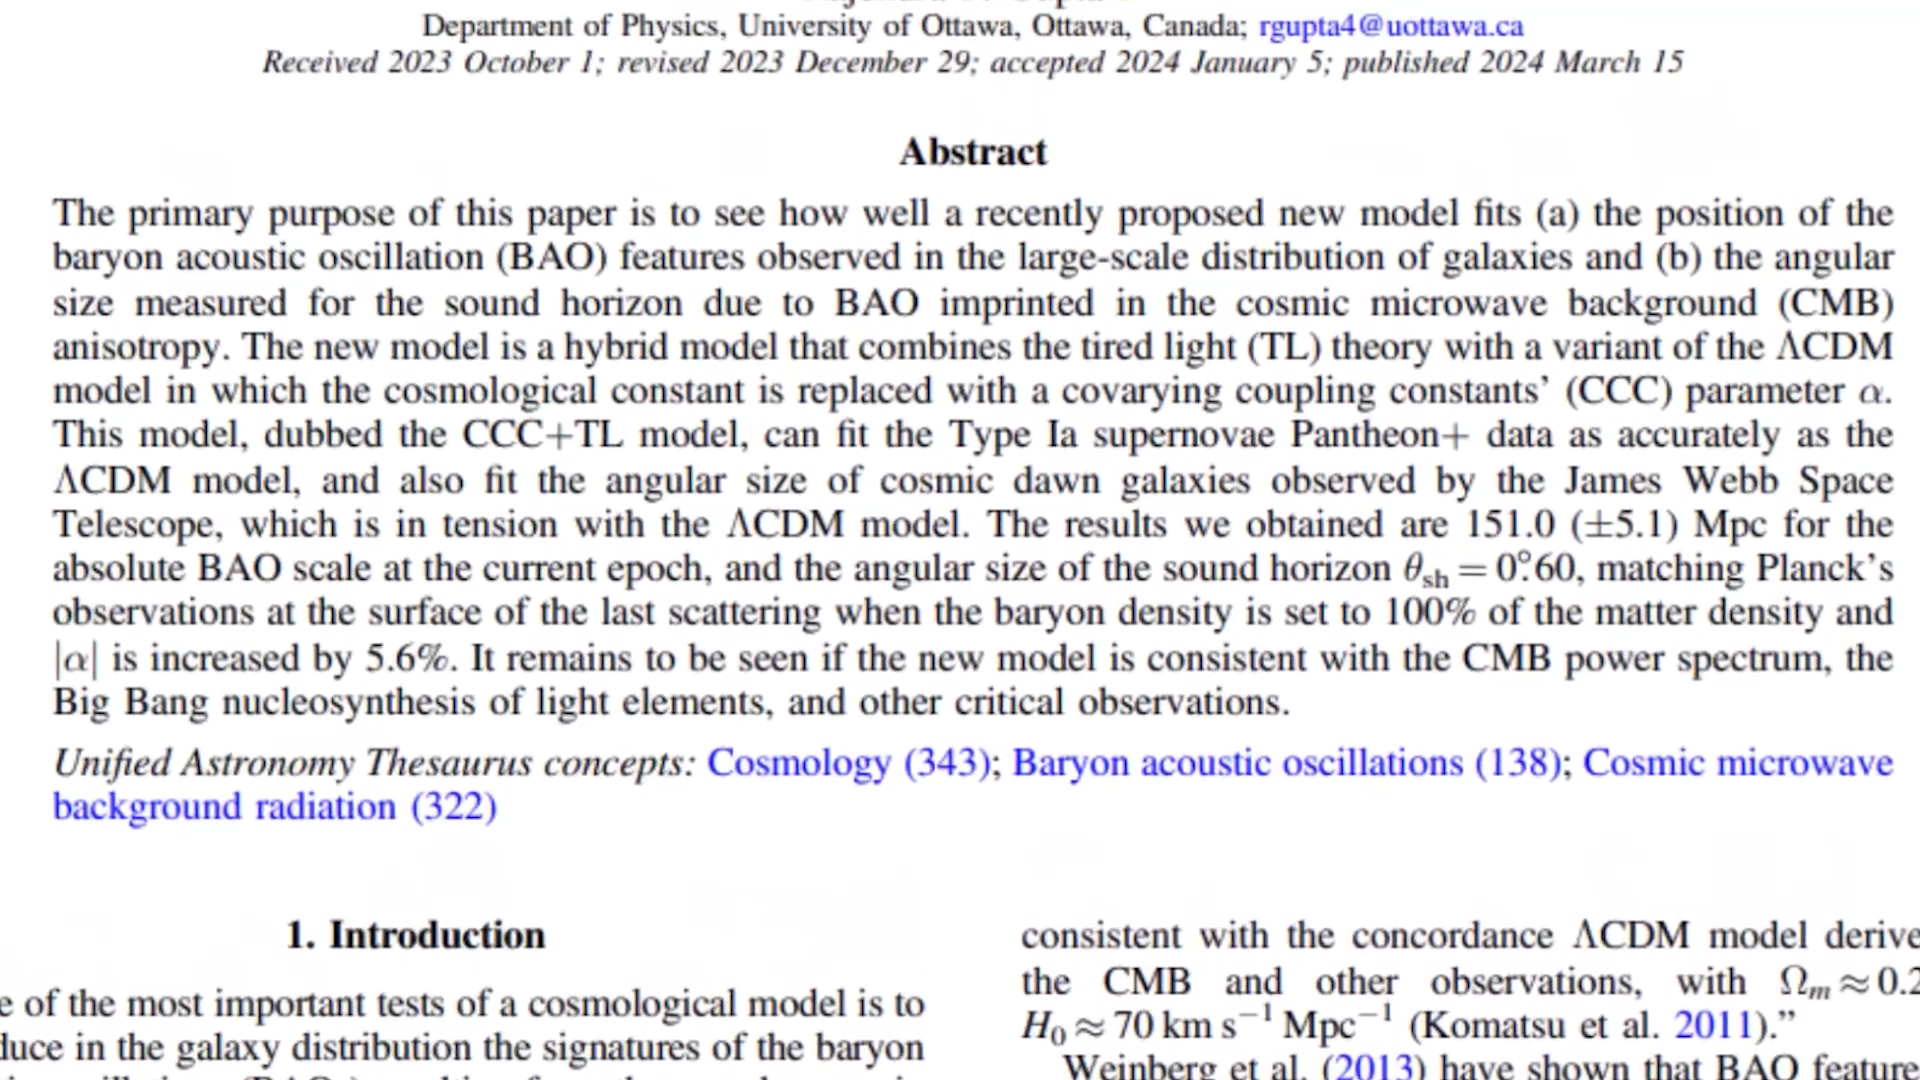 Department of Physics, University of Ottawa, Ottawa, Canada; rgupta4@uottawa.ca
Received 2023 October 1; revised 2023 December 29; accepted 2024 January 5; published 2024 March 15
Abstract
The primary purpose of this paper is to see how well a recently proposed new model fits (a) the position of the
baryon acoustic oscillation (BAO) features observed in the large-scale distribution of galaxies and (b) the angular
size measured for the sound horizon due to BAO imprinted in the cosmic microwave background (CMB)
anisotropy. The new model is a hybrid model that combines the tired light (TL) theory with a variant of the ΛCDM
model in which the cosmological constant is replaced with a covarying coupling constants’ (CCC) parameter α.
This model, dubbed the CCC+TL model, can fit the Type Ia supernovae Pantheon+ data as accurately as the
ΛCDM model, and also fit the angular size of cosmic dawn galaxies observed by the James Webb Space
Telescope, which is in tension with the ΛCDM model. The results we obtained are 151.0 (±5.1) Mpc for the
absolute BAO scale at the current epoch, and the angular size of the sound horizon θsh = 0°.60, matching Planck’s
observations at the surface of the last scattering when the baryon density is set to 100% of the matter density and
|α| is increased by 5.6%. It remains to be seen if the new model is consistent with the CMB power spectrum, the
Big Bang nucleosynthesis of light elements, and other critical observations.
Unified Astronomy Thesaurus concepts: Cosmology (343); Baryon acoustic oscillations (138); Cosmic microwave
background radiation (322)
1. Introduction
e of the most important tests of a cosmological model is to
duce in the galaxy distribution the signatures of the baryon
consistent with the concordance ΛCDM model derive
the CMB and other observations, with Ωm ≈ 0.2
H0 ≈ 70 km s−1 Mpc−1 (Komatsu et al. 2011).”
Weinberg et al. (2013) have shown that BAO feature